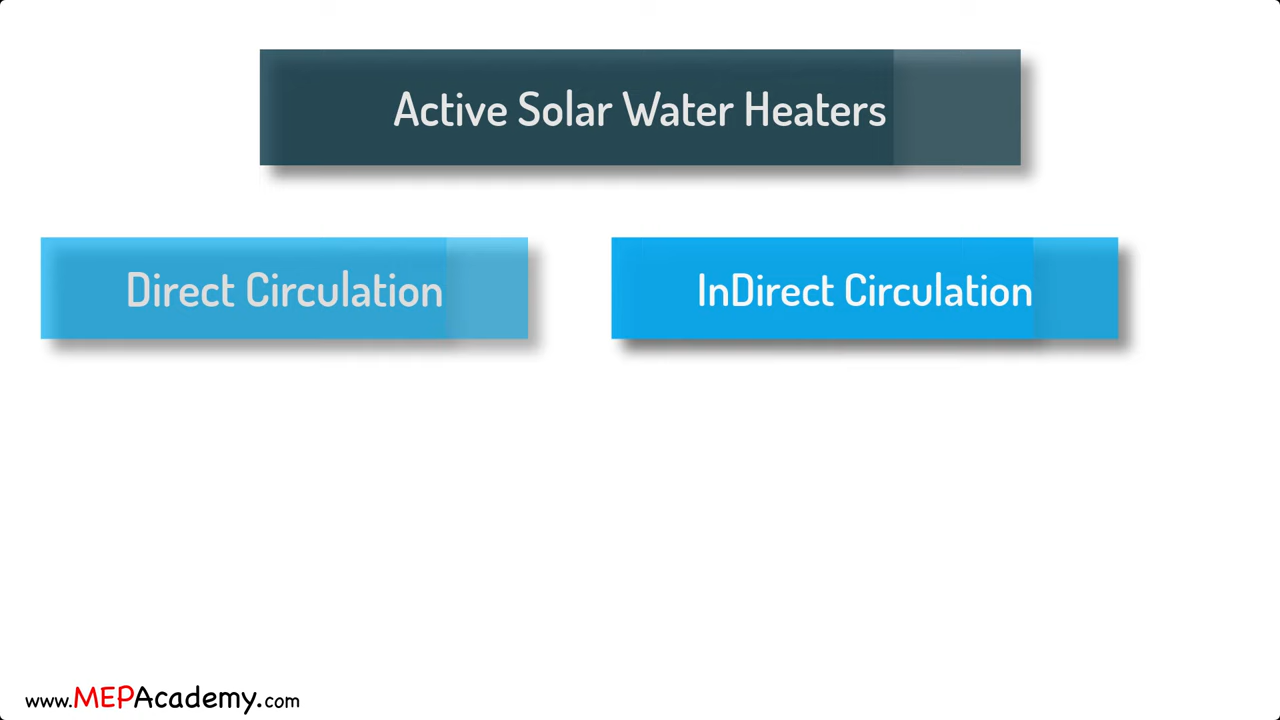 Active Solar Water Heaters
Direct Circulation
InDirect Circulation
www.MEPAcademy.com